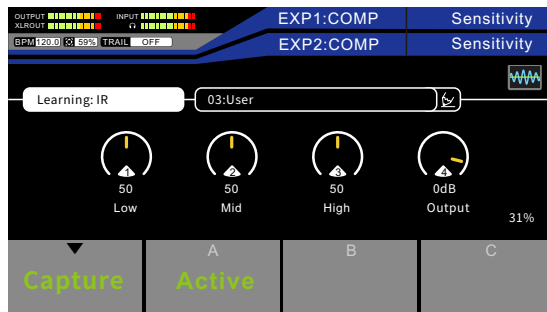 OUTPUT INPUT EXP1:COMP Sensitivity
XLROUT
BPM 120.0 59% TRAIL OFF EXP2:COMP Sensitivity
Learning: IR 03:User
1 2 3 4
50 50 50 0dB
Low Mid High Output
31%
A B C
Capture Active